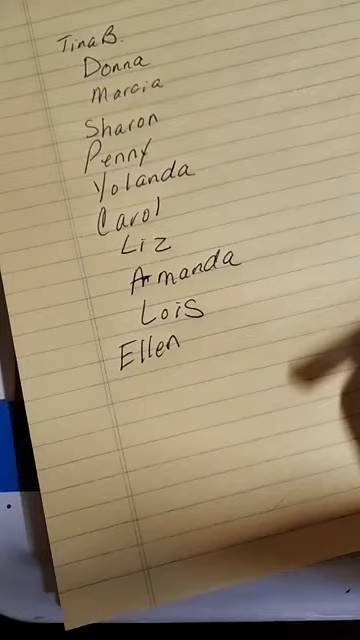 Tina B.
Donna
Marcia
Sharon
Penny
Yolanda
Carol
Liz
Amanda
Lois
Ellen